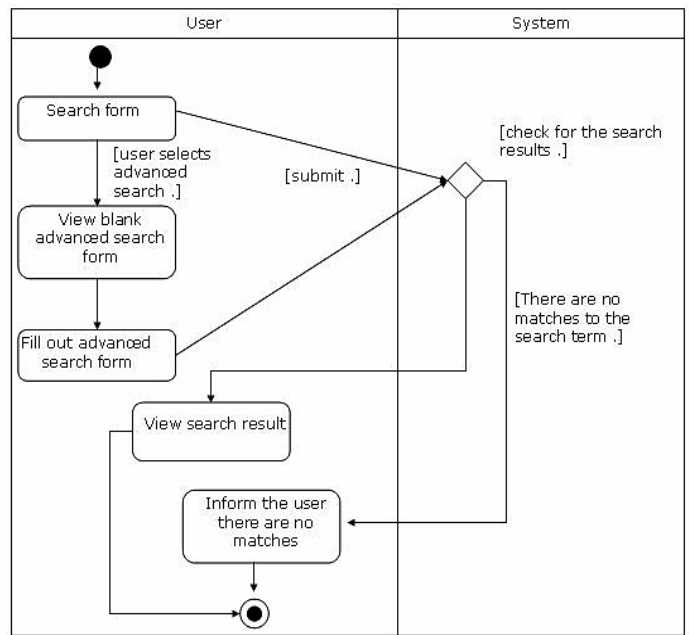 User
System
Search form
[check for the search
results .]
[user selects
advanced
search .]
[submit .]
View blank
advanced search
form
[There are no
matches to the
search term .]
Fill out advanced
search form
View search result
Inform the user
there are no
matches